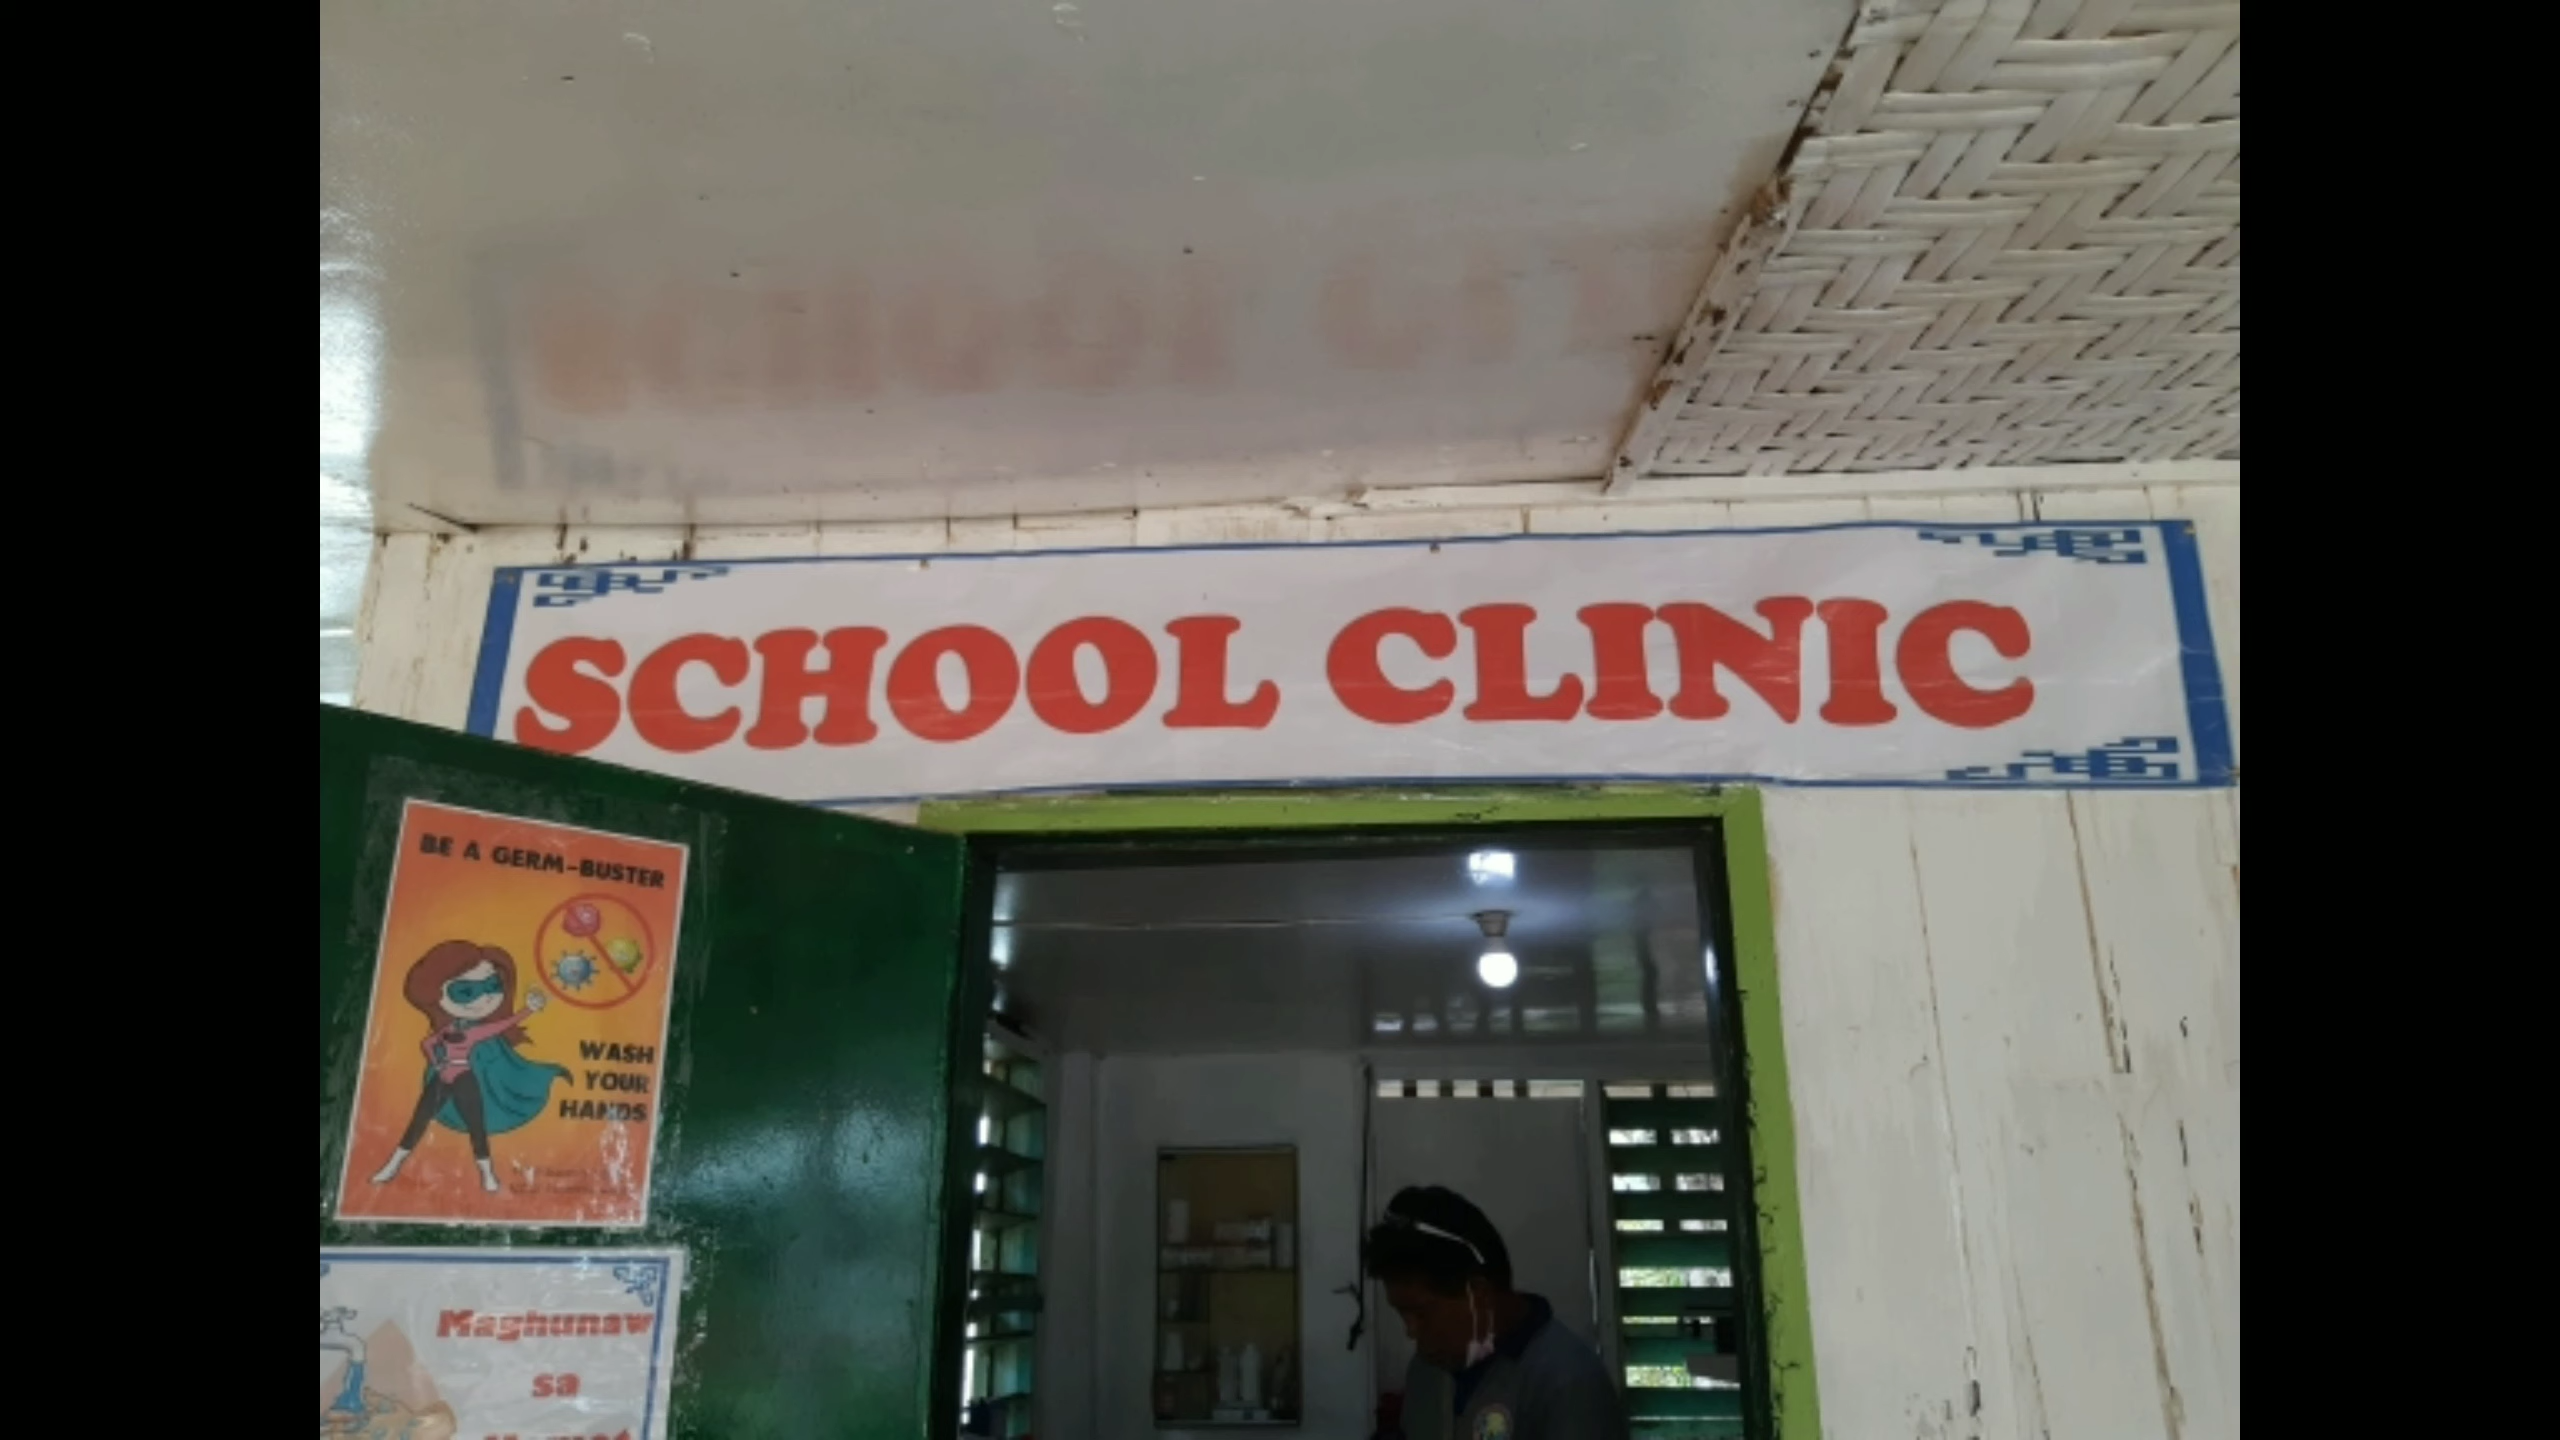 SCHOOL CLINIC
BE A GERM-BUSTER
WASH
YOUR
HANDS
Maghunaw
sa